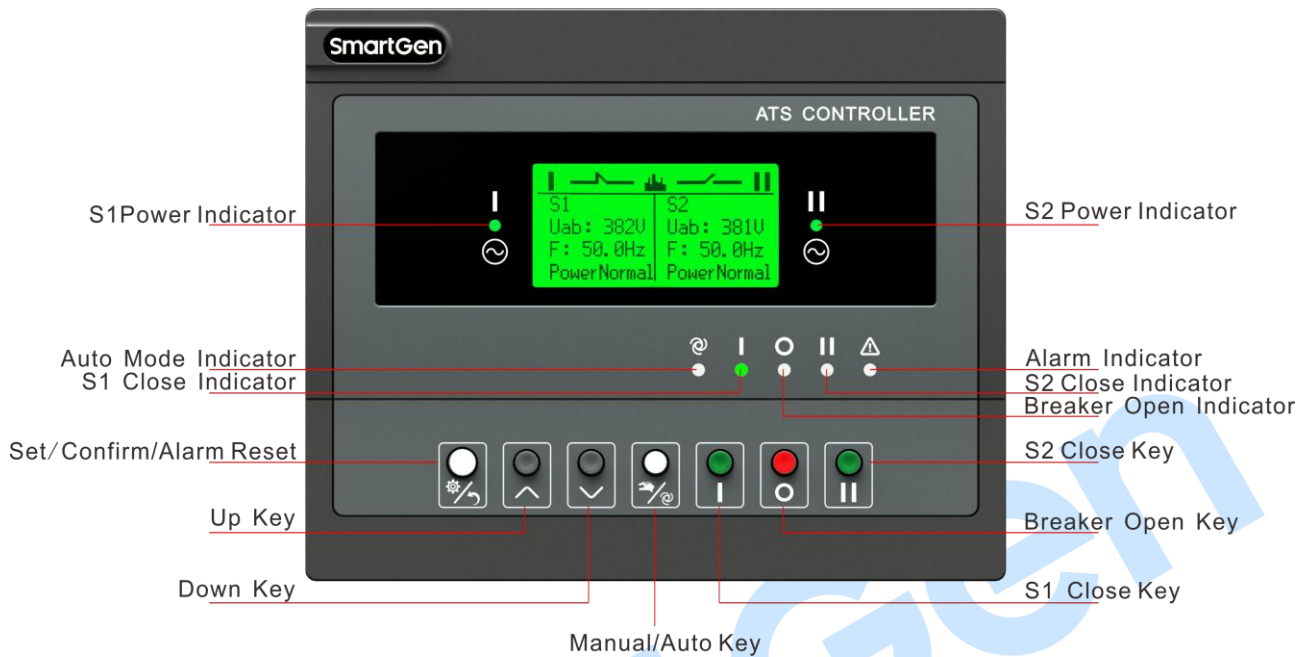 SmartGen
ATS CONTROLLER
S1 S2
Uab: 382V Uab: 381V
F: 50.0Hz F: 50.0Hz
PowerNormal PowerNormal
S1Power Indicator
S2 Power Indicator
Auto Mode Indicator
S1 Close Indicator
Alarm Indicator
S2 Close Indicator
Breaker Open Indicator
Set/Confirm/Alarm Reset
S2 Close Key
Up Key
Breaker Open Key
Down Key
S1 Close Key
Manual/Auto Key